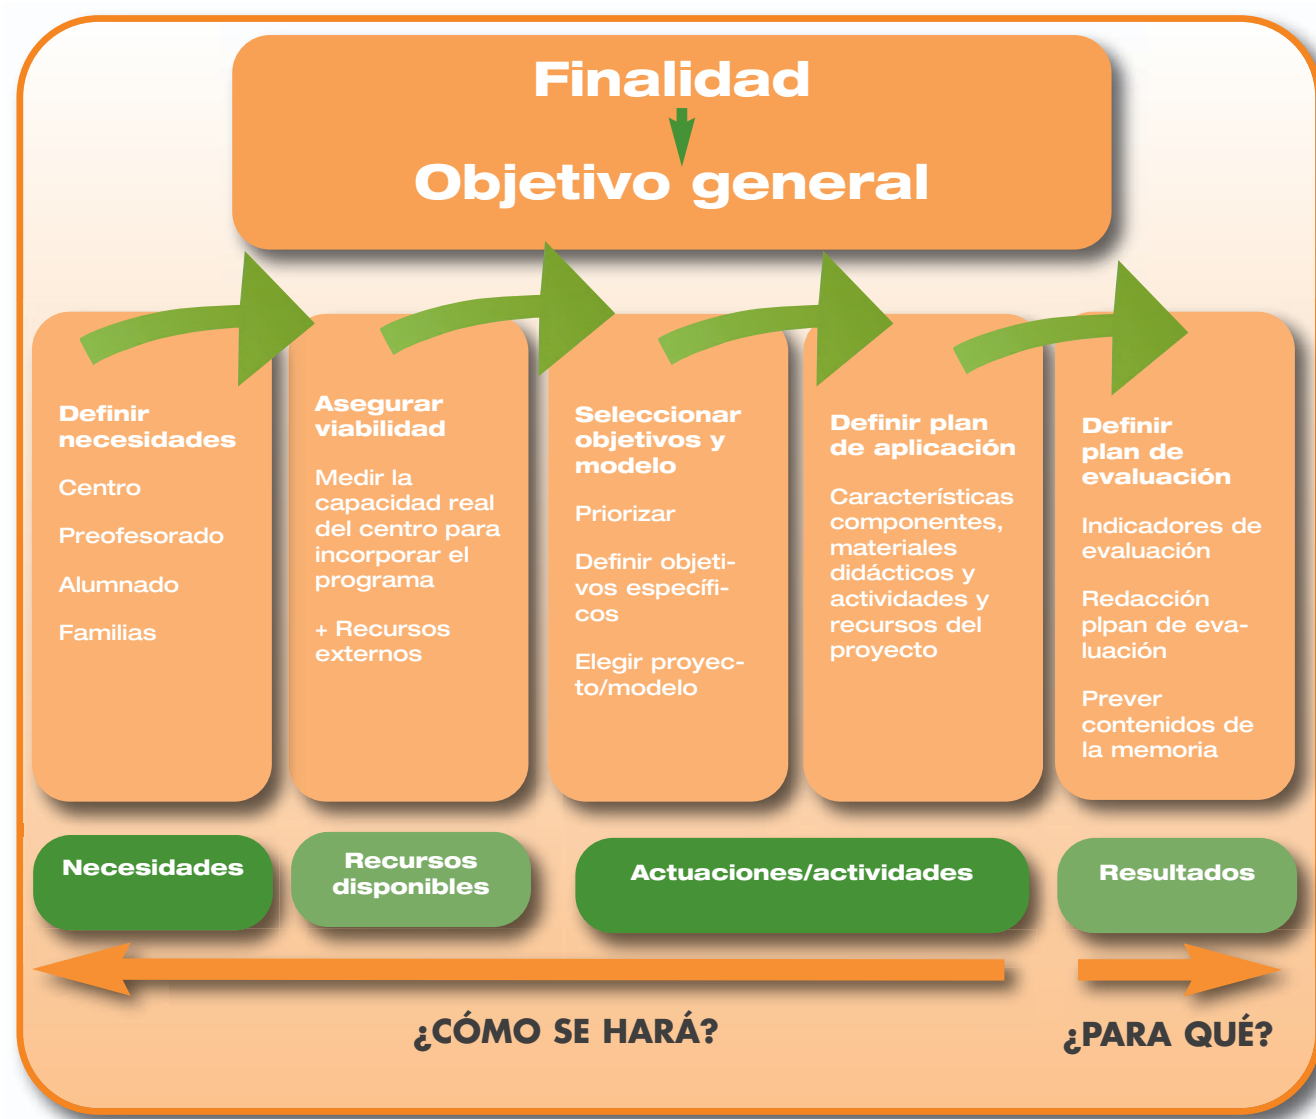 Finalidad
Objetivo general
Definir
necesidades
Centro
Preofesorado
Alumnado
Familias
Asegurar
viabilidad
Medir la
capacidad real
del centro para
incorporar el
programa
+ Recursos
externos
Seleccionar
objetivos y
modelo
Priorizar
Definir objeti-
vos específi-
cos
Elegir proyec-
to/modelo
Definir plan
de aplicación
Características
componentes,
materiales
didácticos y
actividades y
recursos del
proyecto
Definir
plan de
evaluación
Indicadores de
evaluación
Redacción
plpan de eva-
luación
Prever
contenidos de
la memoria
Necesidades
Recursos
disponibles
Actuaciones/actividades
Resultados
¿CÓMO SE HARÁ?
¿PARA QUÉ?